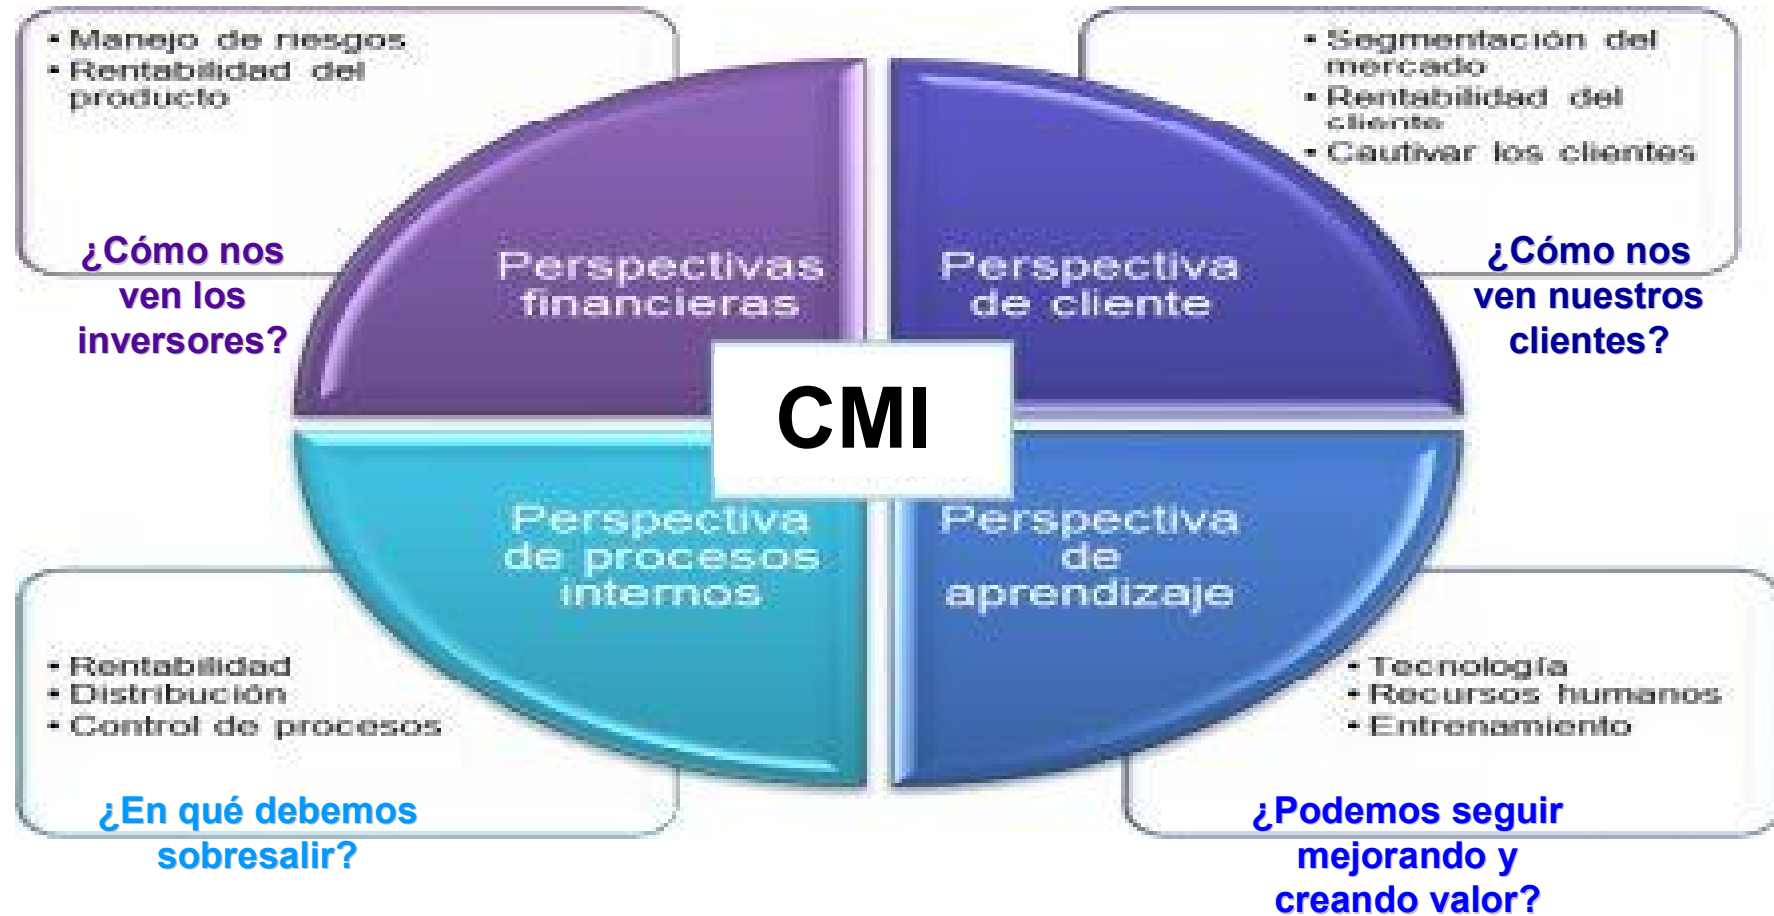 • Manejo de riesgos
• Rentabilidad del
producto
¿Cómo nos
ven los
inversores?
Perspectivas
financieras
• Segmentación del
mercado
• Rentabilidad del
cliente
• Cautivar los clientes
¿Cómo nos
ven nuestros
clientes?
Perspectiva
de cliente
CMI
Perspectiva
de procesos
internos
• Rentabilidad
• Distribución
• Control de procesos
¿En qué debemos
sobresalir?
Perspectiva
de
aprendizaje
• Tecnología
• Recursos humanos
• Entrenamiento
¿Podemos seguir
mejorando y
creando valor?